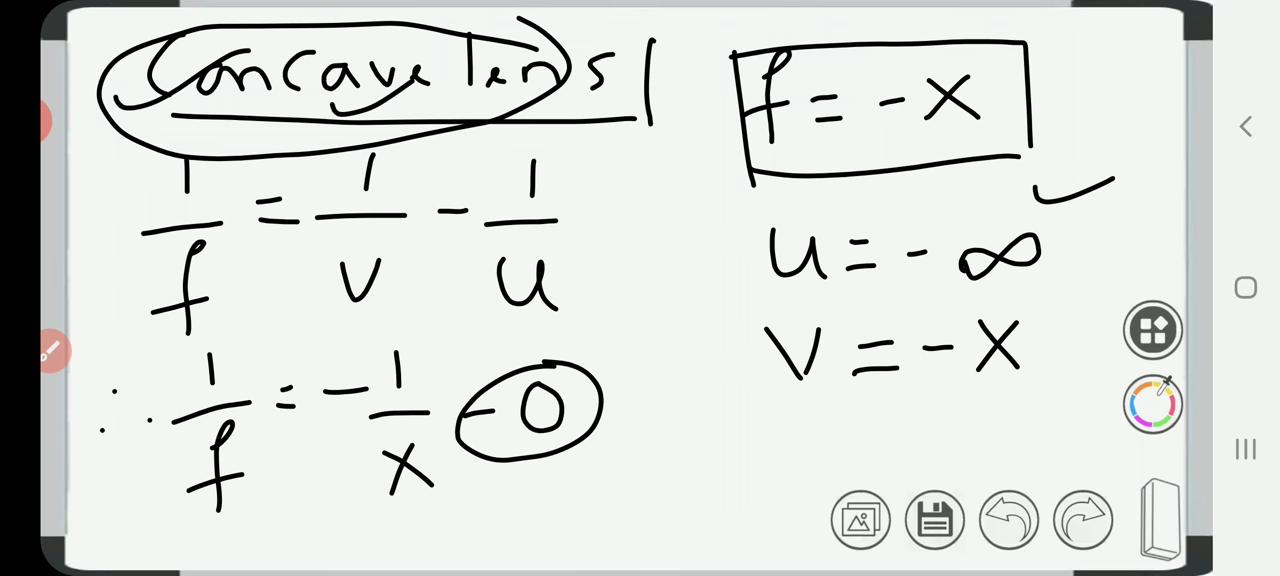 Concave lens
1/f = 1/v - 1/u
∴ 1/f = - 1/x - 0
f = - x
u = - ∞
v = - x